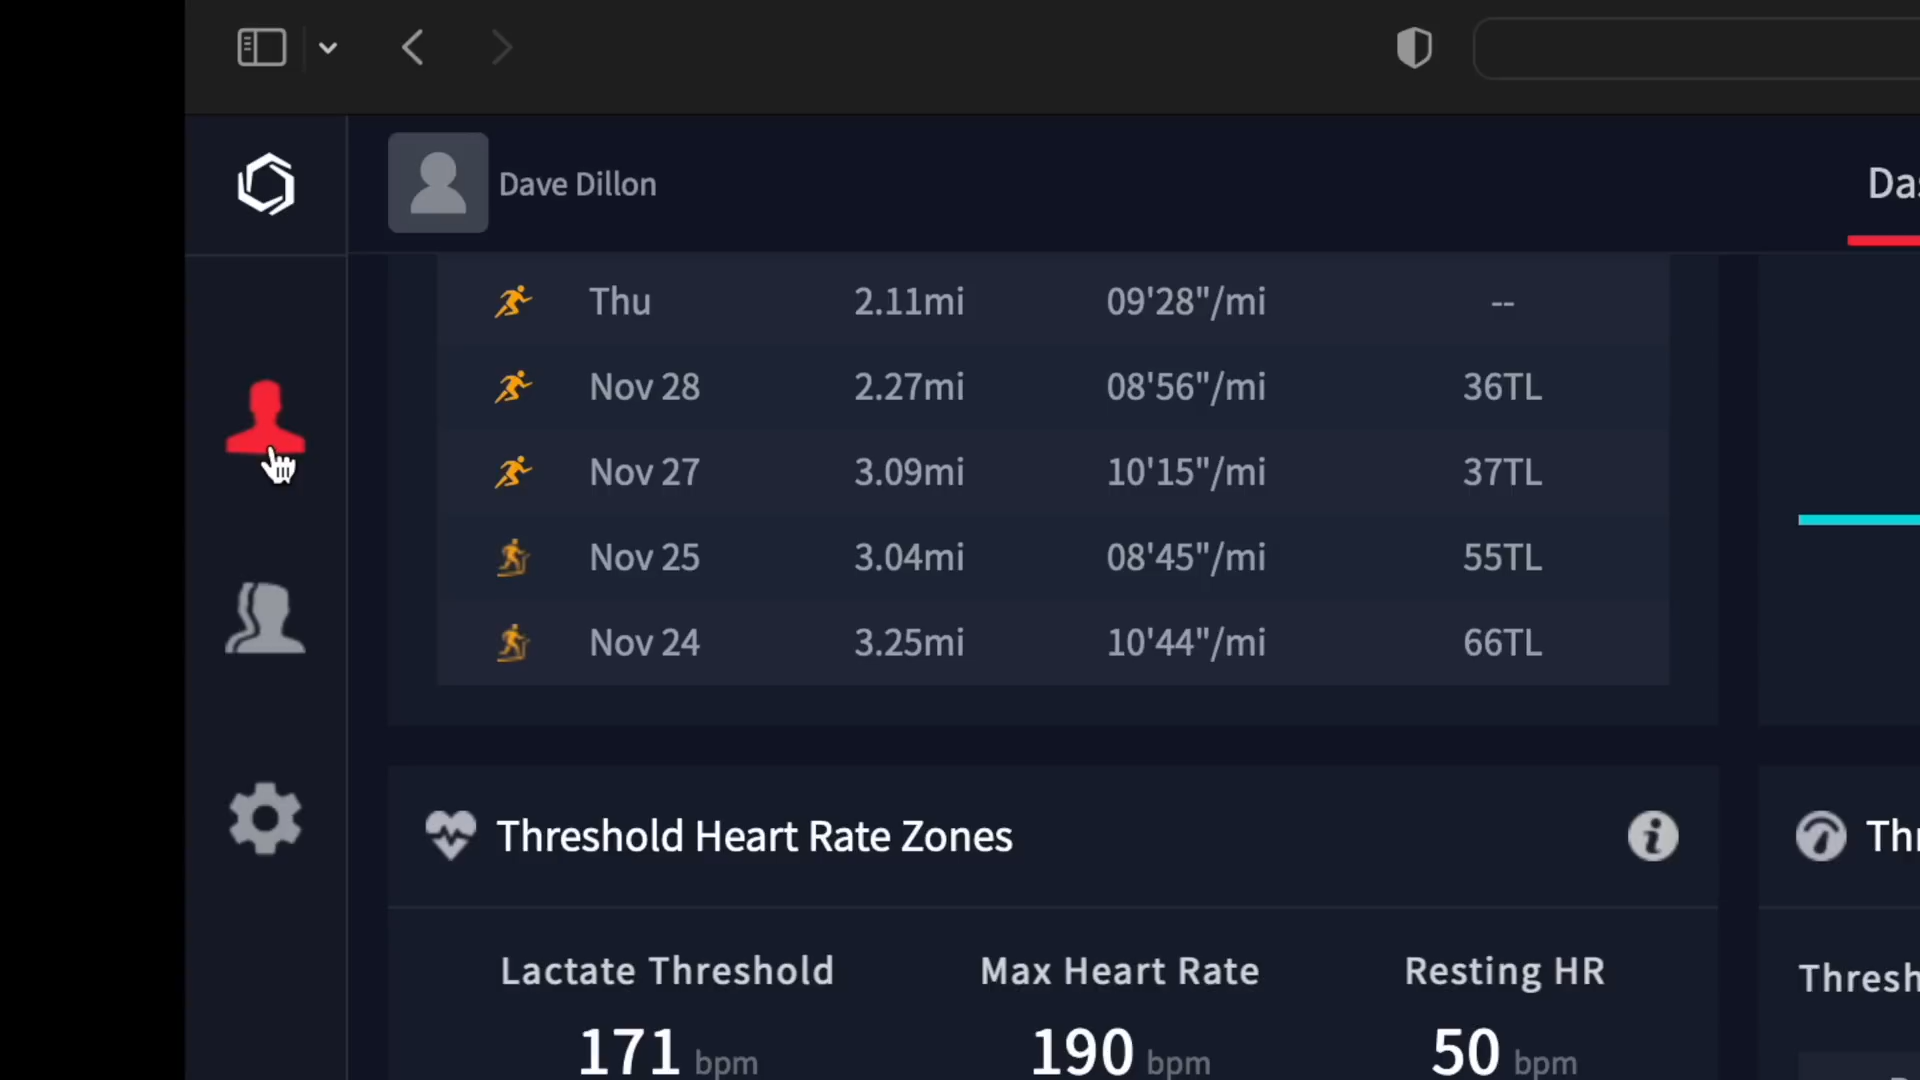 Dave Dillon
Das
Thu 2.11mi 09'28"/mi --
Nov 28 2.27mi 08'56"/mi 36TL
Nov 27 3.09mi 10'15"/mi 37TL
Nov 25 3.04mi 08'45"/mi 55TL
Nov 24 3.25mi 10'44"/mi 66TL
Threshold Heart Rate Zones
Thr
Lactate Threshold Max Heart Rate Resting HR
Thresh
171 bpm 190 bpm 50 bpm